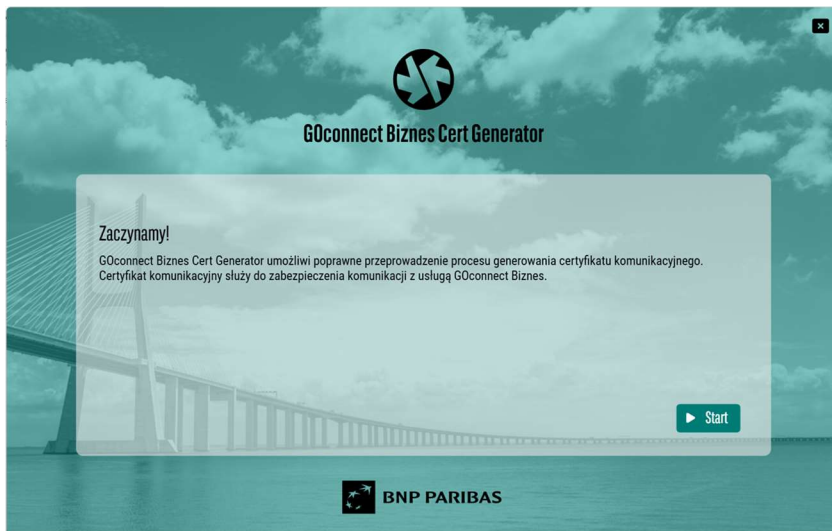 GOconnect Biznes Cert Generator
Zaczynamy!
GOconnect Biznes Cert Generator umożliwi poprawne przeprowadzenie procesu generowania certyfikatu komunikacyjnego.
Certyfikat komunikacyjny służy do zabezpieczenia komunikacji z usługą GOconnect Biznes.
Start
BNP PARIBAS